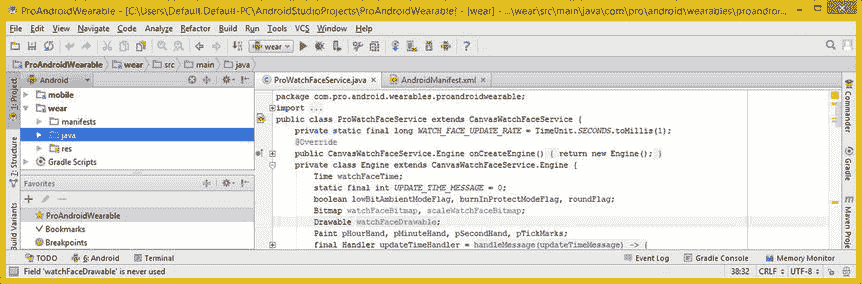 ProAndroidWearable - [C:\Users\Default.Default-PC\AndroidStudioProjects\ProAndroidWearable] - [wear] - ...\wear\src\main\java\com\pro\android\wearables\proandror...
File Edit View Navigate Code Analyze Refactor Build Run Tools VCS Window Help
wear
ProAndroidWearable wear src main java
Android
ProWatchFaceService.java AndroidManifest.xml
mobile
wear
manifests
java
res
Gradle Scripts
Favorites
ProAndroidWearable
Bookmarks
Breakpoints
1: Project
7: Structure
Build Variants
package com.pro.android.wearables.proandroidwearable;
import ...
public class ProWatchFaceService extends CanvasWatchFaceService {
private static final long WATCH_FACE_UPDATE_RATE = TimeUnit.SECONDS.toMillis(1);
@Override
public CanvasWatchFaceService.Engine onCreateEngine() { return new Engine(); }
private class Engine extends CanvasWatchFaceService.Engine {
Time watchFaceTime;
static final int UPDATE_TIME_MESSAGE = 0;
boolean lowBitAmbientModeFlag, burnInProtectModeFlag, roundFlag;
Bitmap watchFaceBitmap, scaleWatchFaceBitmap;
Drawable watchFaceDrawable;
Paint pHourHand, pMinuteHand, pSecondHand, pTickMarks;
final Handler updateTimeHandler = handleMessage(updateTimeMessage) -> {
Commander
Gradle
Maven Proje
TODO 6: Android Terminal Event Log Gradle Console Memory Monitor
Field 'watchFaceDrawable' is never used 38:32 CRLF UTF-8